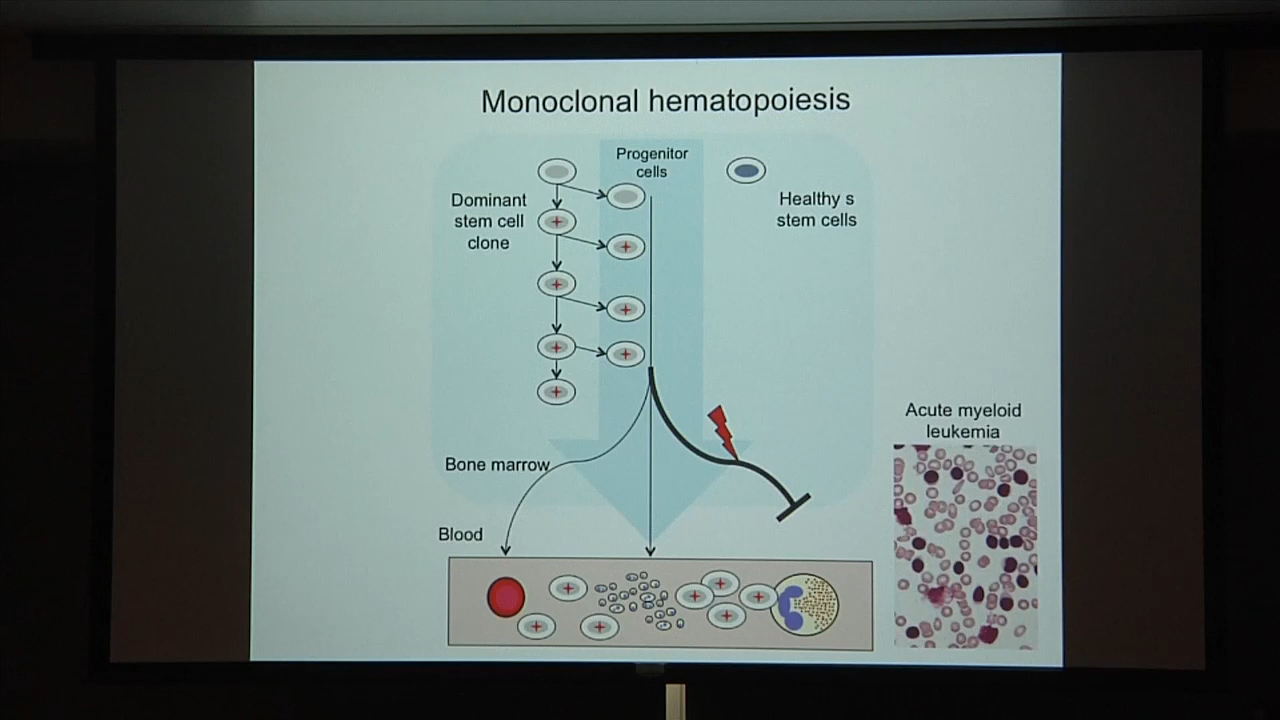 Monoclonal hematopoiesis
Progenitor
cells
Dominant
stem cell
clone
Healthy s
stem cells
Bone marrow
Blood
Acute myeloid
leukemia